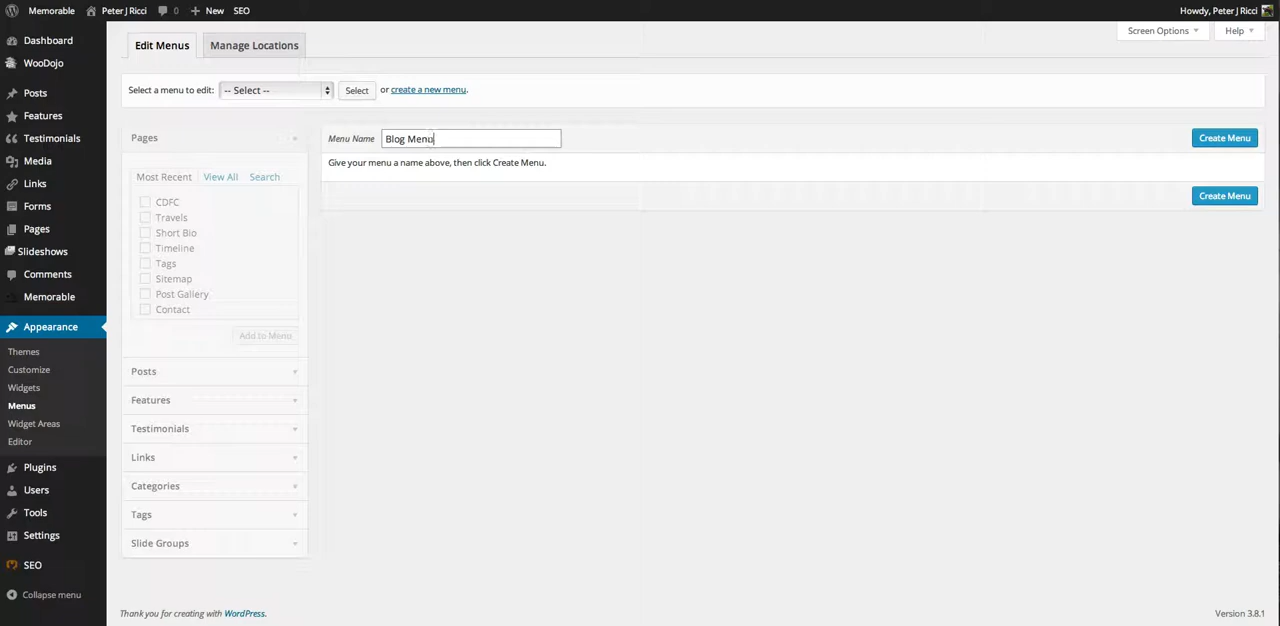 Memorable Peter J Ricci 0 + New SEO Howdy, Peter J Ricci
Screen Options Help
Dashboard
WooDojo
Posts
Features
Testimonials
Media
Links
Forms
Pages
Slideshows
Comments
Memorable
Appearance
Themes
Customize
Widgets
Menus
Widget Areas
Editor
Plugins
Users
Tools
Settings
SEO
Collapse menu
Edit Menus Manage Locations
Select a menu to edit: -- Select -- Select or create a new menu.
Pages
Most Recent View All Search
CDFC
Travels
Short Bio
Timeline
Tags
Sitemap
Post Gallery
Contact
Add to Menu
Posts
Features
Testimonials
Links
Categories
Tags
Slide Groups
Menu Name Blog Menu Create Menu
Give your menu a name above, then click Create Menu.
Create Menu
Thank you for creating with WordPress. Version 3.8.1